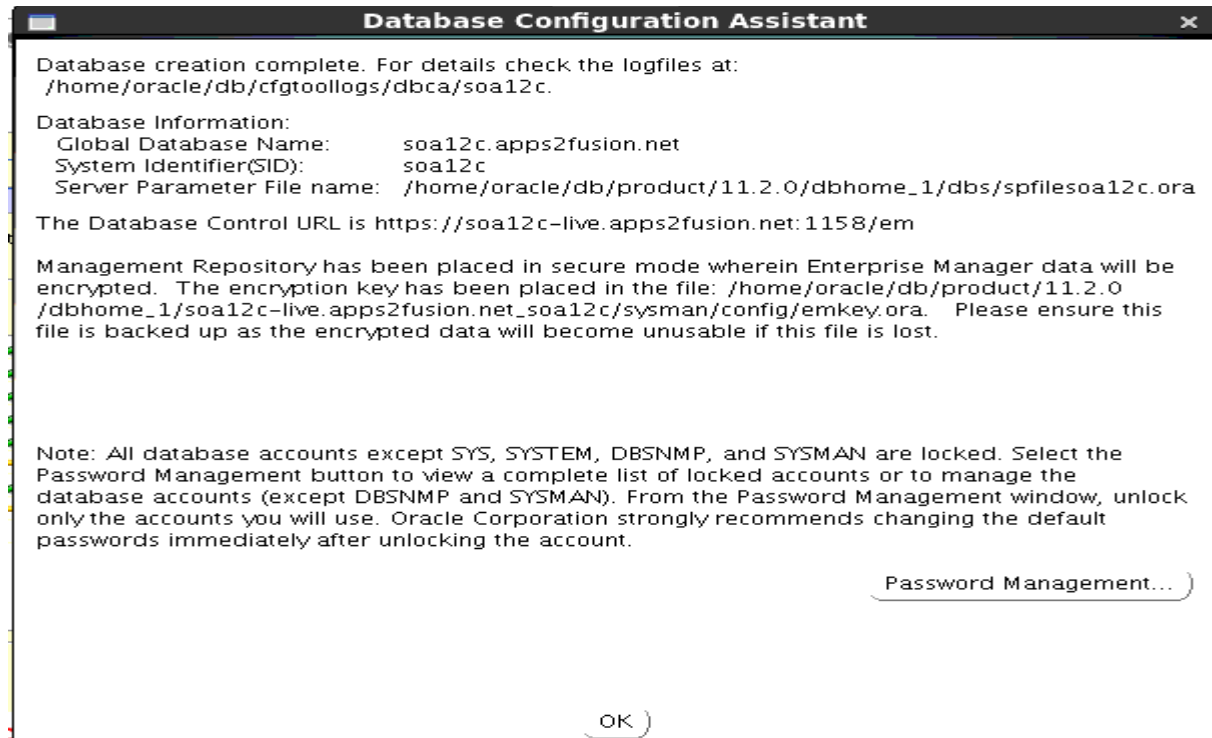 Database Configuration Assistant
Database creation complete. For details check the logfiles at:
/home/oracle/db/cfgtoollogs/dbca/soa12c.
Database Information:
Global Database Name: soa12c.apps2fusion.net
System Identifier(SID): soa12c
Server Parameter File name: /home/oracle/db/product/11.2.0/dbhome_1/dbs/spfilesoa12c.ora
The Database Control URL is https://soa12c-live.apps2fusion.net:1158/em
Management Repository has been placed in secure mode wherein Enterprise Manager data will be
encrypted. The encryption key has been placed in the file: /home/oracle/db/product/11.2.0
/dbhome_1/soa12c-live.apps2fusion.net_soa12c/sysman/config/emkey.ora. Please ensure this
file is backed up as the encrypted data will become unusable if this file is lost.
Note: All database accounts except SYS, SYSTEM, DBSNMP, and SYSMAN are locked. Select the
Password Management button to view a complete list of locked accounts or to manage the
database accounts (except DBSNMP and SYSMAN). From the Password Management window, unlock
only the accounts you will use. Oracle Corporation strongly recommends changing the default
passwords immediately after unlocking the account.
Password Management...
OK